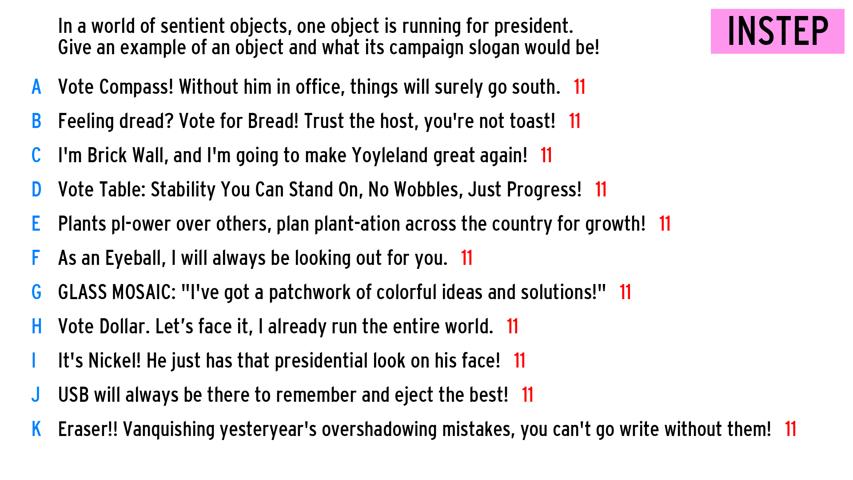 In a world of sentient objects, one object is running for president.
Give an example of an object and what its campaign slogan would be!
INSTEP
A Vote Compass! Without him in office, things will surely go south. 11
B Feeling dread? Vote for Bread! Trust the host, you're not toast! 11
C I'm Brick Wall, and I'm going to make Yoyleland great again! 11
D Vote Table: Stability You Can Stand On, No Wobbles, Just Progress! 11
E Plants pl-ower over others, plan plant-ation across the country for growth! 11
F As an Eyeball, I will always be looking out for you. 11
G GLASS MOSAIC: "I've got a patchwork of colorful ideas and solutions!" 11
H Vote Dollar. Let's face it, I already run the entire world. 11
I It's Nickel! He just has that presidential look on his face! 11
J USB will always be there to remember and eject the best! 11
K Eraser!! Vanquishing yesteryear's overshadowing mistakes, you can't go write without them! 11